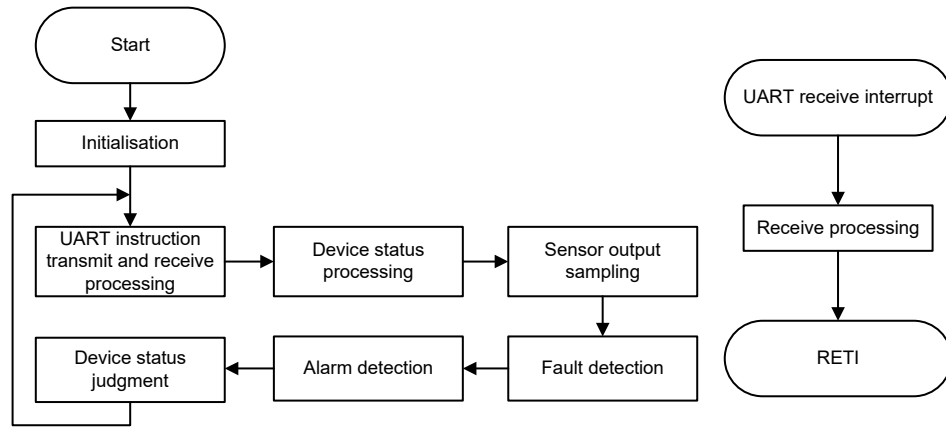 Start
Initialisation
UART instruction
transmit and receive
processing
Device status
processing
Sensor output
sampling
Fault detection
Alarm detection
Device status
judgment
UART receive interrupt
Receive processing
RETI